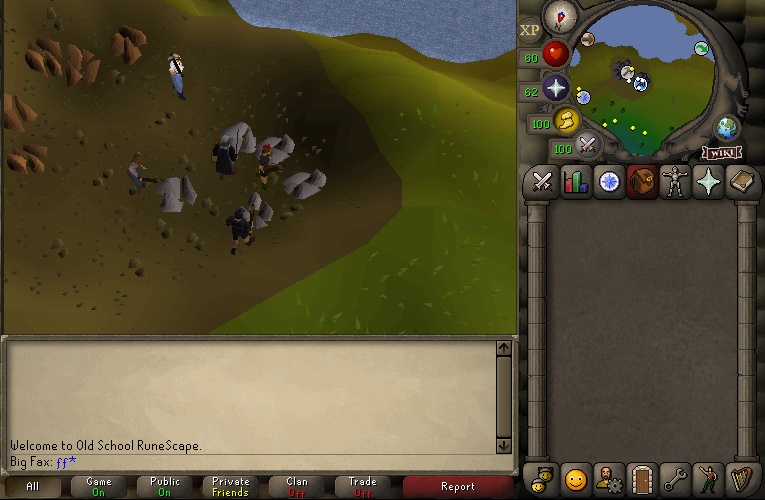 XP
N
60
62
100
100
WIKI
Welcome to Old School RuneScape.
Big Fax: ff*
All
Game
On
Public
On
Private
Friends
Clan
Off
Trade
Off
Report